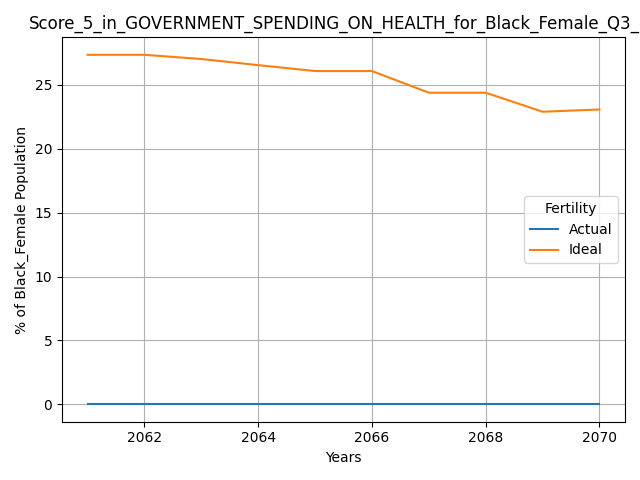 Score_5_in_GOVERNMENT_SPENDING_ON_HEALTH_for_Black_Female_Q3_
% of Black_Female Population
25
20
15
10
5
0
Fertility
Actual
Ideal
2062 2064 2066 2068 2070
Years